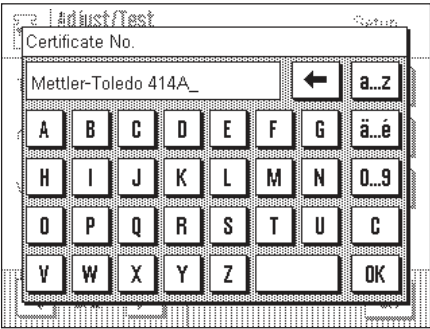 Adjust/Test
Setup
Certificate No.
Mettler-Toledo 414A_
a...z
A B C D E F G ä...é
H I J K L M N 0...9
O P Q R S T U C
V W X Y Z OK